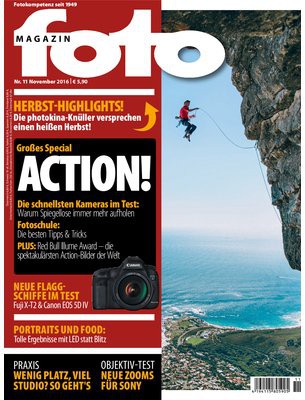 Fotokompetenz seit 1949
MAGAZIN
foto
Nr. 11 November 2016 | € 5,90
HERBST-HIGHLIGHTS!
Die photokina-Knüller versprechen
einen heißen Herbst!
Großes Special
ACTION!
Die schnellsten Kameras im Test:
Warum Spiegellose immer mehr aufholen
Fotoschule:
Die besten Tipps & Tricks
PLUS: Red Bull Illume Award – die
spektakulärsten Action-Bilder der Welt
NEUE FLAGG-
SCHIFFE IM TEST
Fuji X-T2 & Canon EOS 5D IV
Canon
PORTRAITS UND FOOD:
Tolle Ergebnisse mit LED statt Blitz
PRAXIS
WENIG PLATZ, VIEL
STUDIO? SO GEHT'S
OBJEKTIV-TEST
NEUE ZOOMS
FÜR SONY